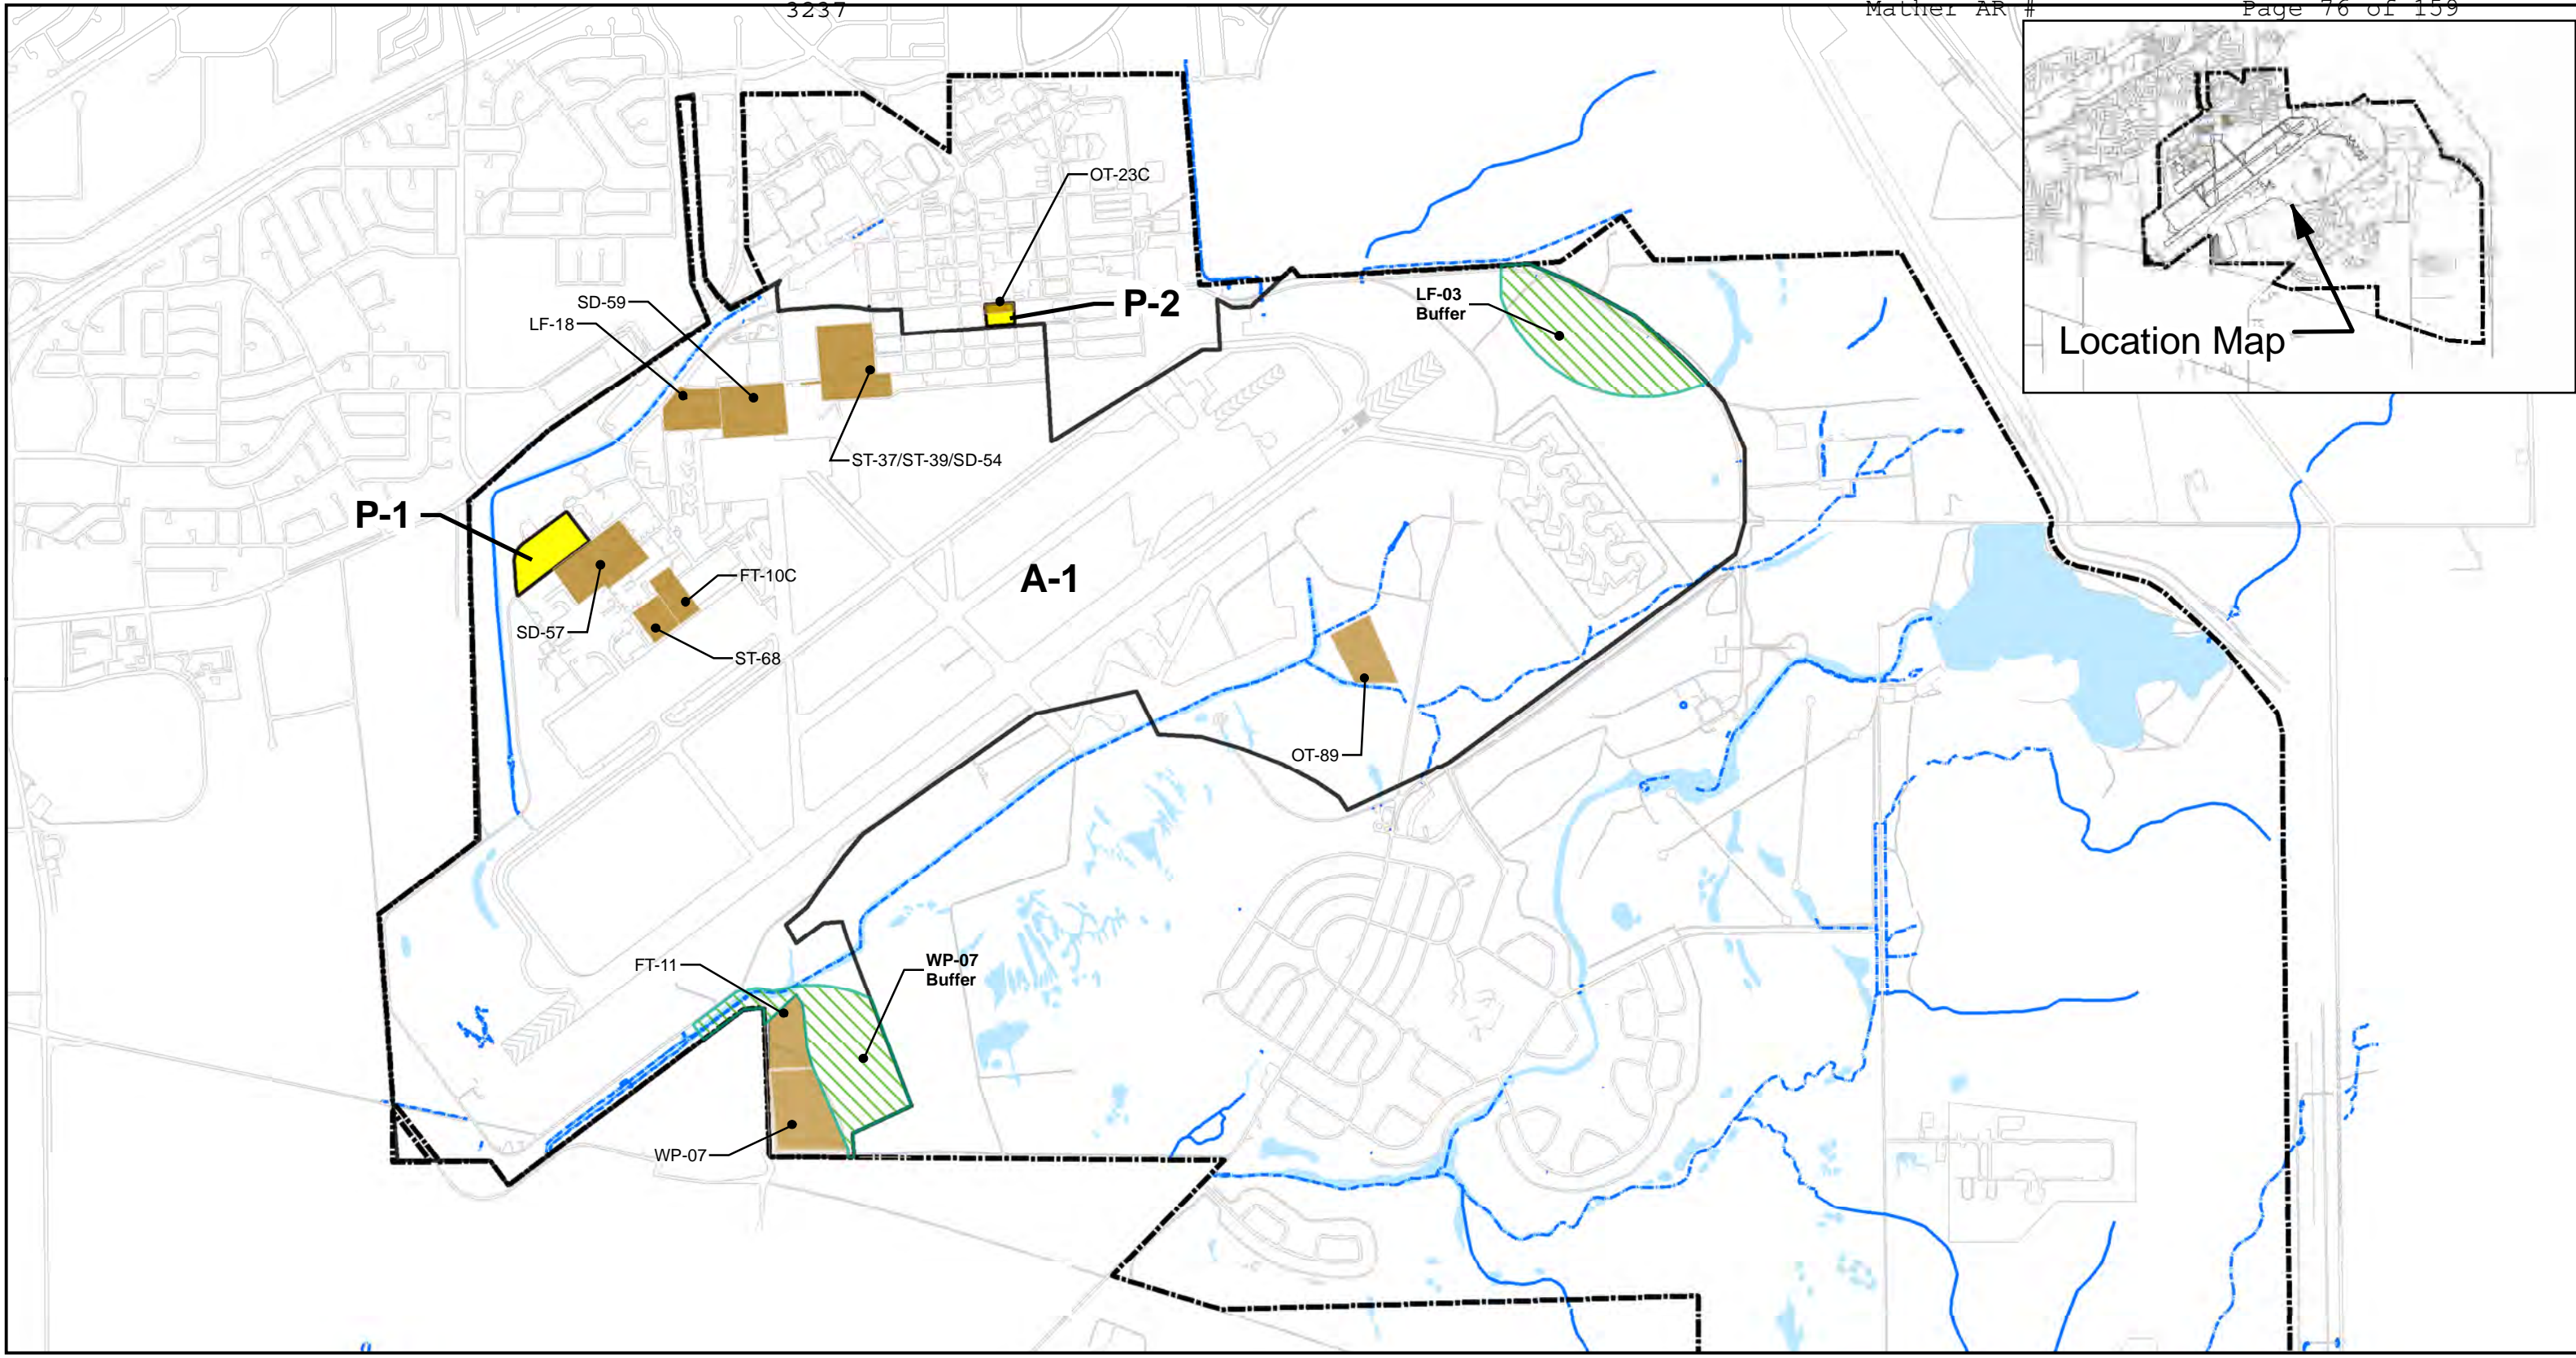 3237
Mather AR #
Page 76 of 159
Location Map
OT-23C
P-2
SD-59
LF-18
LF-03
Buffer
ST-37/ST-39/SD-54
P-1
A-1
FT-10C
SD-57
ST-68
OT-89
FT-11
WP-07
Buffer
WP-07